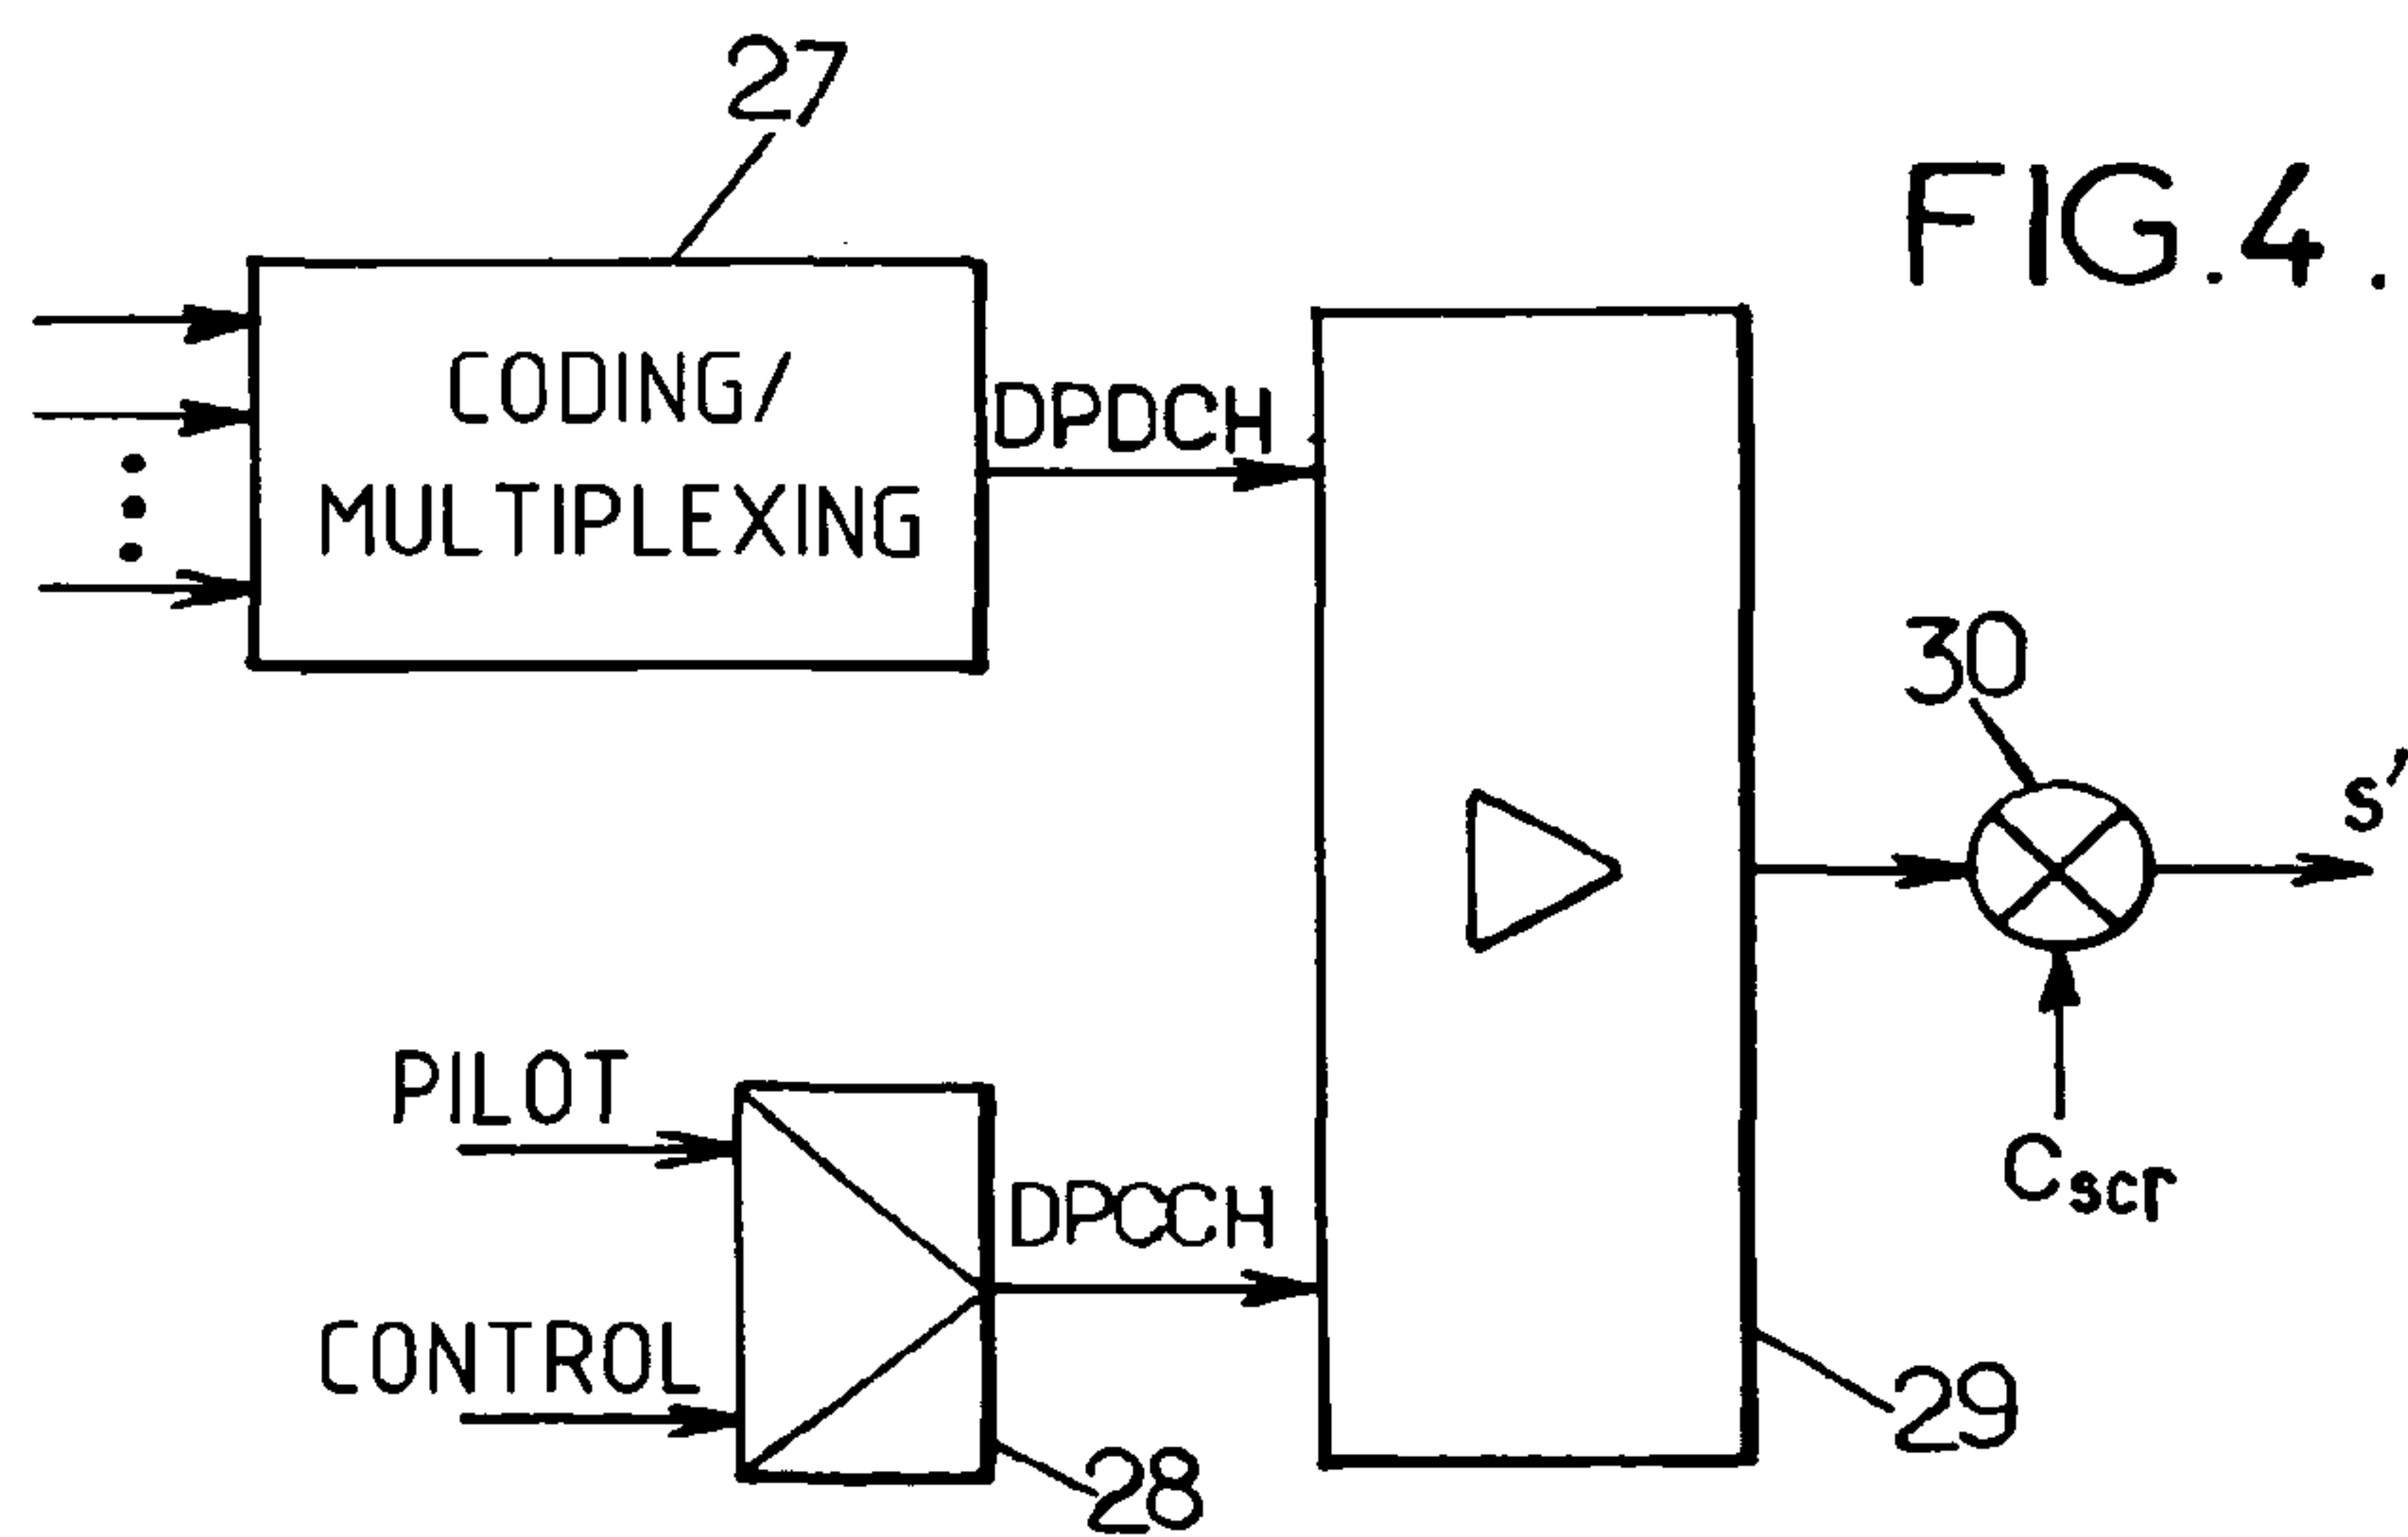 27
FIG.4.
CODING/
MULTIPLEXING
DPDCH
30
s'
PILOT
DPCCH
Cscr
CONTROL
29
28